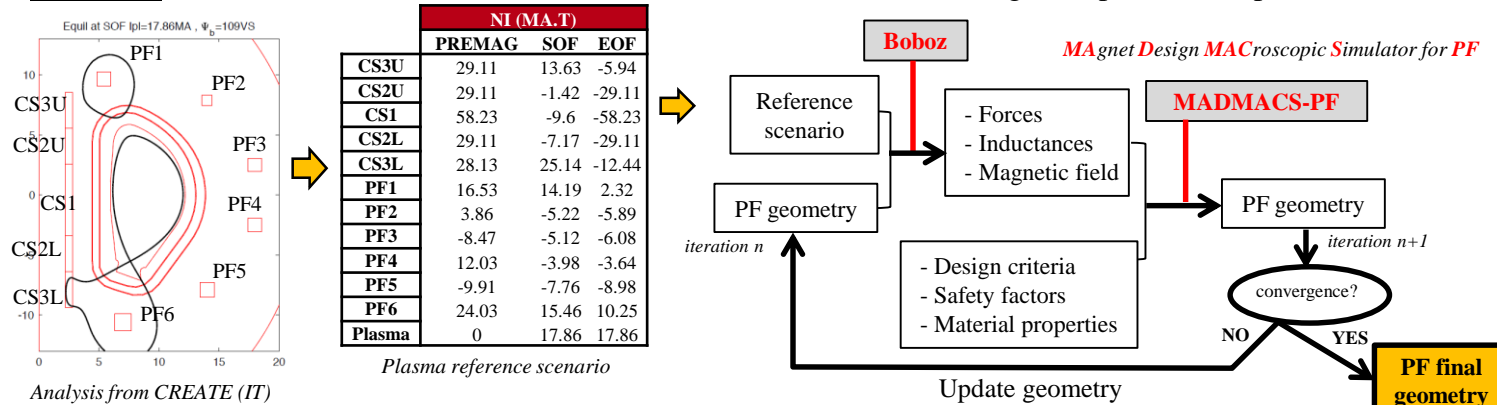 Equil at SOF Ipl=17.86MA , Ψb=109VS
PF1
PF2
PF3
PF4
PF5
PF6
CS3U
CS2U
CS1
CS2L
CS3L
10
5
0
-5
-10
0 5 10 15 20
Analysis from CREATE (IT)
NI (MA.T)
PREMAG SOF EOF
CS3U 29.11 13.63 -5.94
CS2U 29.11 -1.42 -29.11
CS1 58.23 -9.6 -58.23
CS2L 29.11 -7.17 -29.11
CS3L 28.13 25.14 -12.44
PF1 16.53 14.19 2.32
PF2 3.86 -5.22 -5.89
PF3 -8.47 -5.12 -6.08
PF4 12.03 -3.98 -3.64
PF5 -9.91 -7.76 -8.98
PF6 24.03 15.46 10.25
Plasma 0 17.86 17.86
Plasma reference scenario
Boboz
MAgnet Design MACroscopic Simulator for PF
MADMACS-PF
Reference
scenario
- Forces
- Inductances
- Magnetic field
PF geometry
iteration n
- Design criteria
- Safety factors
- Material properties
PF geometry
iteration n+1
convergence?
NO
YES
Update geometry
PF final
geometry